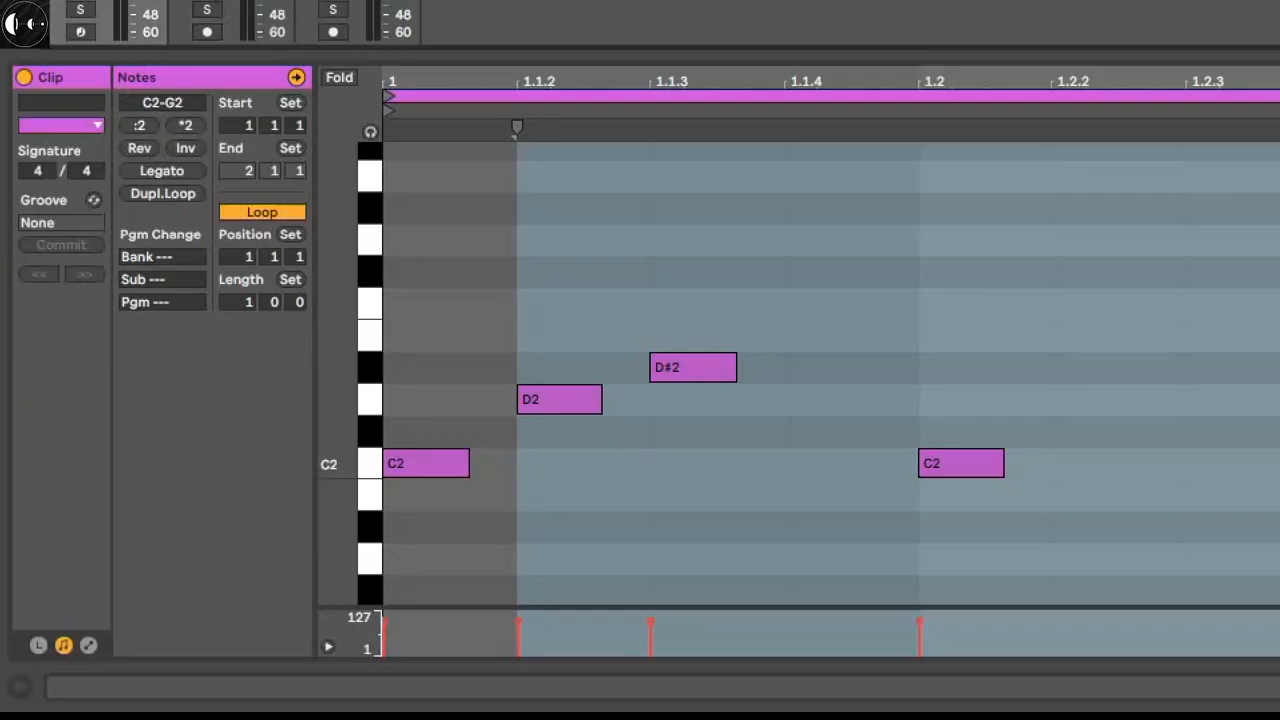 S 48 S 48 S 48
60 60 60
Clip Notes Fold 1 1.1.2 1.1.3 1.1.4 1.2 1.2.2 1.2.3
C2-G2 Start Set
:2 *2 1 1 1
Signature Rev Inv End Set
4 / 4 Legato 2 1 1
Groove Dupl.Loop
None Loop
Commit Pgm Change Position Set
Bank --- 1 1 1
<< >> Sub --- Length Set
Pgm --- 1 0 0
D♯2
D2
C2 C2 C2
127
1
L